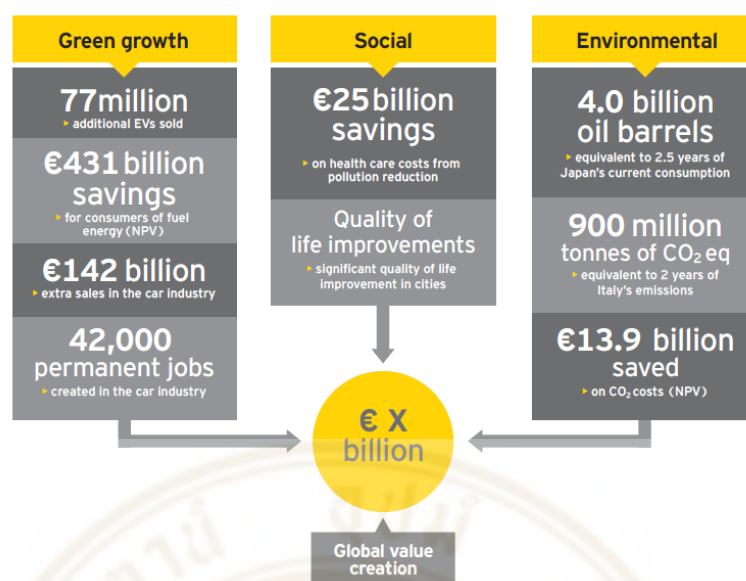 Green growth
77million
▸ additional EVs sold
€431 billion
savings
▸ for consumers of fuel
energy (NPV)
€142 billion
▸ extra sales in the car industry
42,000
permanent jobs
▸ created in the car industry
Social
€25 billion
savings
▸ on health care costs from
pollution reduction
Quality of
life improvements
▸ significant quality of life
improvement in cities
Environmental
4.0 billion
oil barrels
▸ equivalent to 2.5 years of
Japan's current consumption
900 million
tonnes of CO₂ eq
▸ equivalent to 2 years of
Italy's emissions
€13.9 billion
saved
▸ on CO₂ costs (NPV)
€ X
billion
Global value
creation